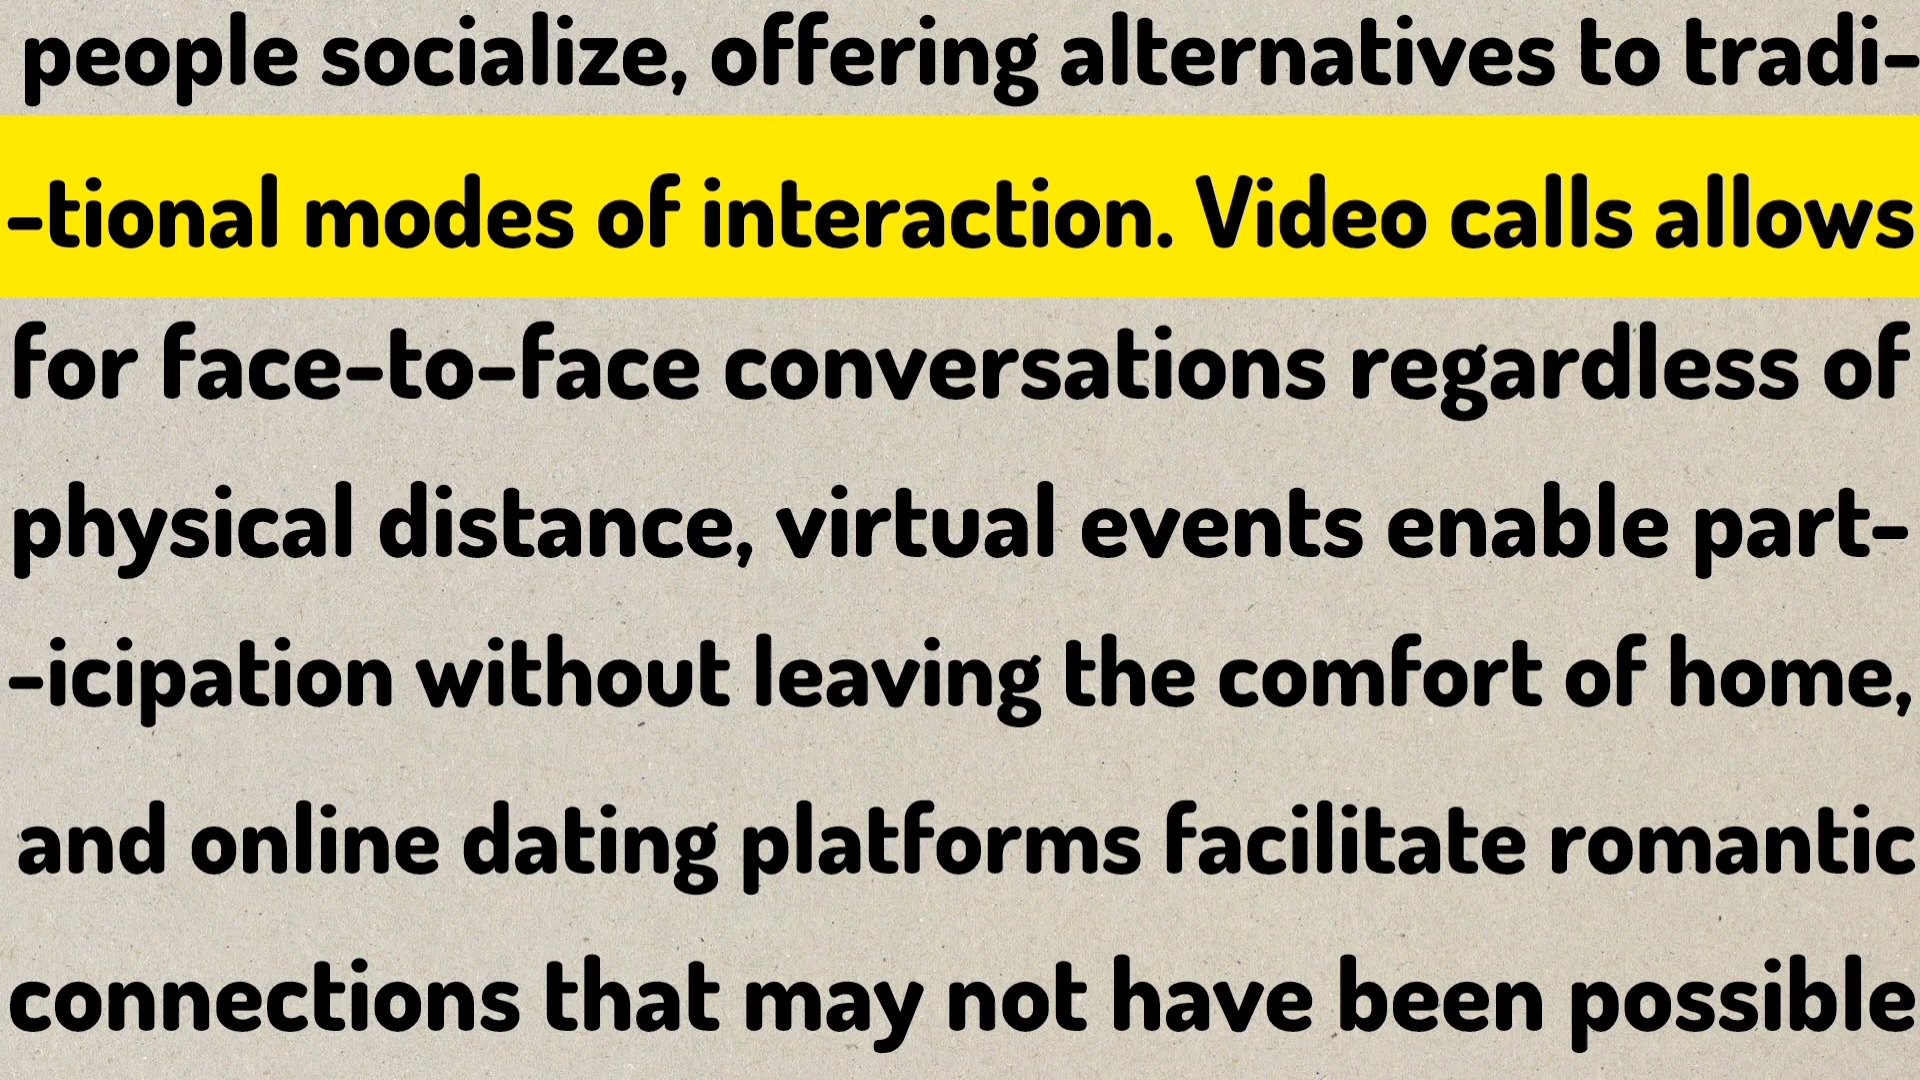 people socialize, offering alternatives to tradi-
-tional modes of interaction. Video calls allows
for face-to-face conversations regardless of
physical distance, virtual events enable part-
-icipation without leaving the comfort of home,
and online dating platforms facilitate romantic
connections that may not have been possible